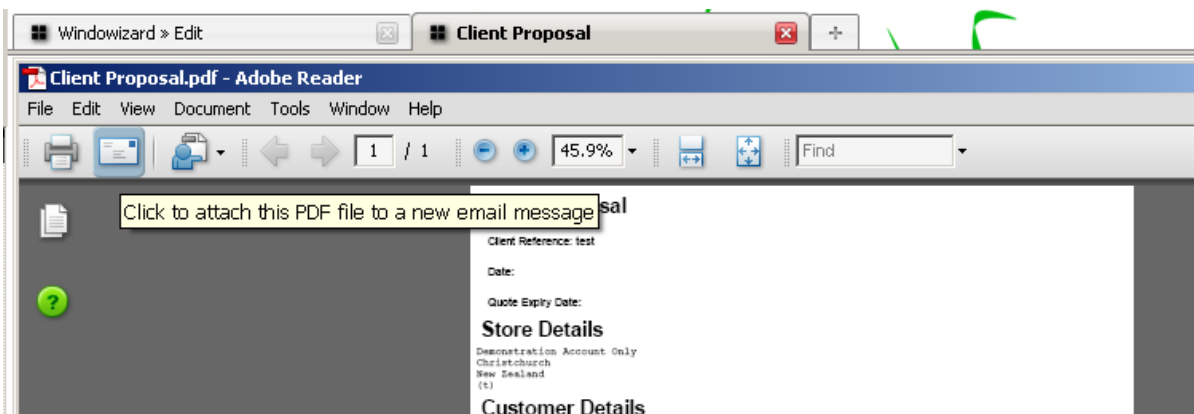 Windowizard » Edit
Client Proposal
Client Proposal.pdf - Adobe Reader
File Edit View Document Tools Window Help
1 / 1 45.9% Find
Click to attach this PDF file to a new email message
sal
Client Reference: test
Date:
Quote Expiry Date:
Store Details
Demonstration Account Only
Christchurch
New Zealand
(t)
Customer Details